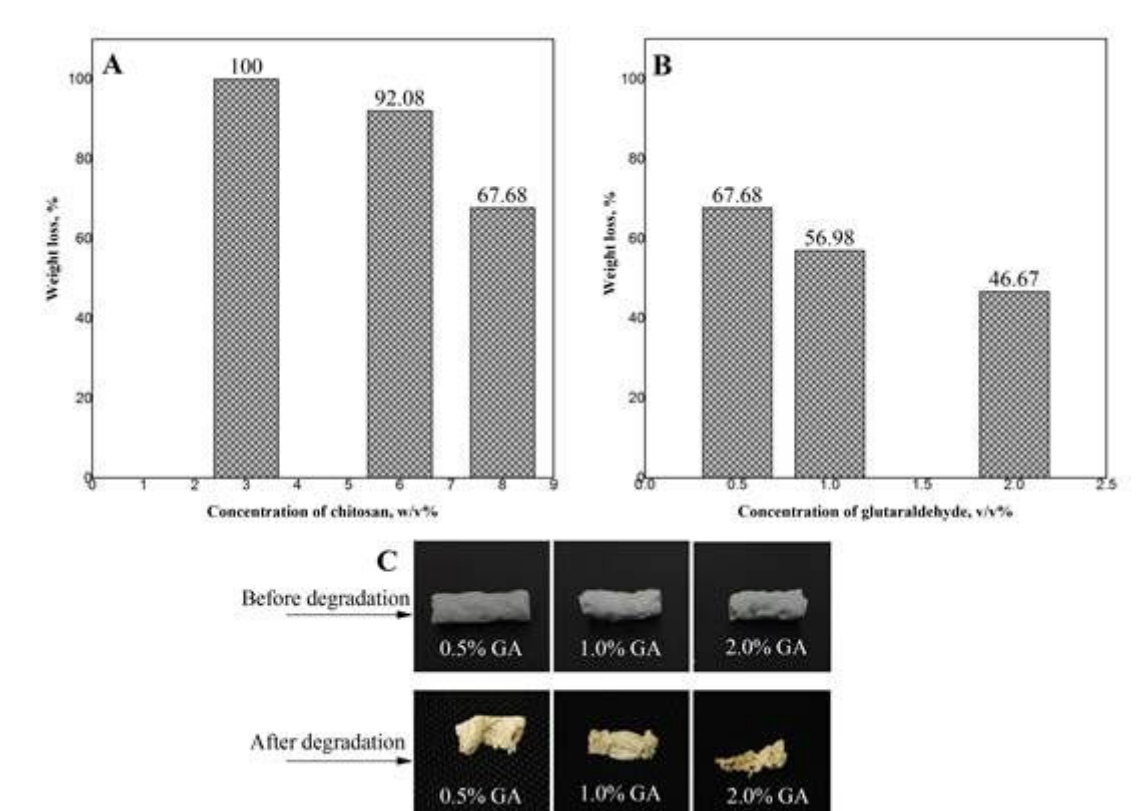 A
100
92.08
67.68
Weight loss, %
100
80
60
40
20
0
0 1 2 3 4 5 6 7 8 9
Concentration of chitosan, w/v%
B
67.68
56.98
46.67
Weight loss, %
100
80
60
40
20
0
0.0 0.5 1.0 1.5 2.0 2.5
Concentration of glutaraldehyde, v/v%
C
Before degradation
0.5% GA 1.0% GA 2.0% GA
After degradation
0.5% GA 1.0% GA 2.0% GA